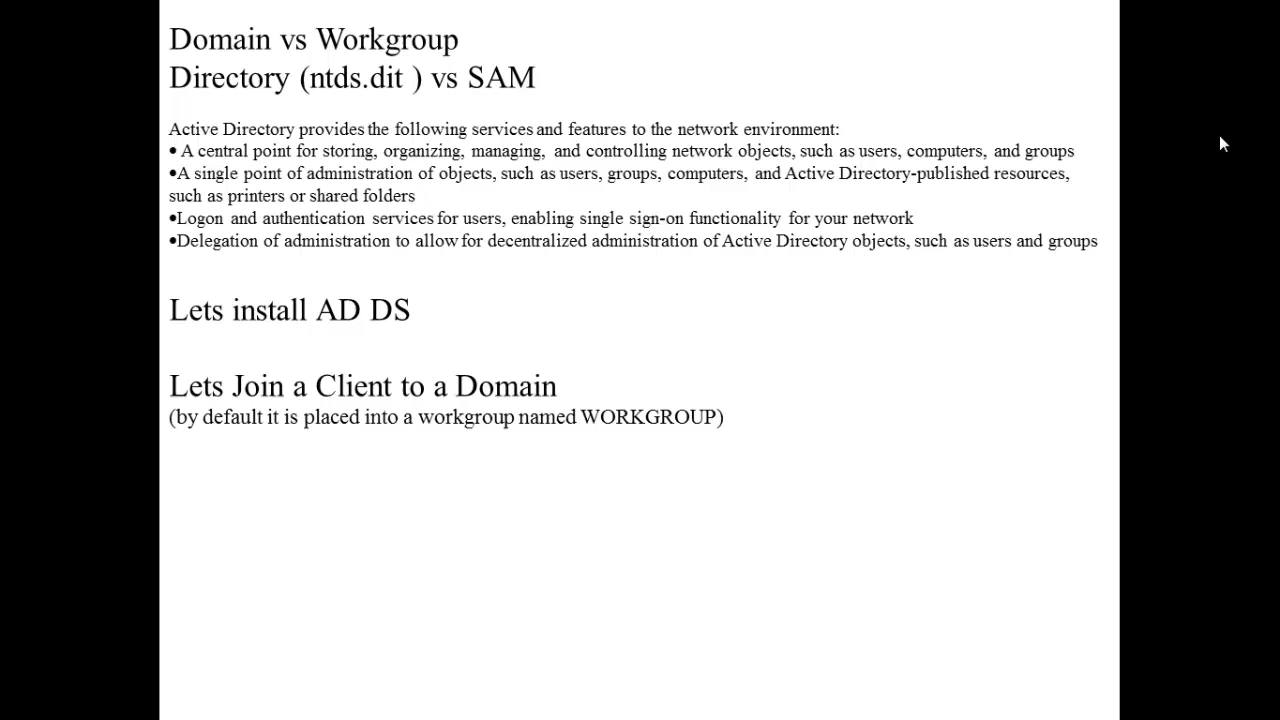 Domain vs Workgroup
Directory (ntds.dit ) vs SAM
Active Directory provides the following services and features to the network environment:
• A central point for storing, organizing, managing, and controlling network objects, such as users, computers, and groups
•A single point of administration of objects, such as users, groups, computers, and Active Directory-published resources,
such as printers or shared folders
•Logon and authentication services for users, enabling single sign-on functionality for your network
•Delegation of administration to allow for decentralized administration of Active Directory objects, such as users and groups
Lets install AD DS
Lets Join a Client to a Domain
(by default it is placed into a workgroup named WORKGROUP)